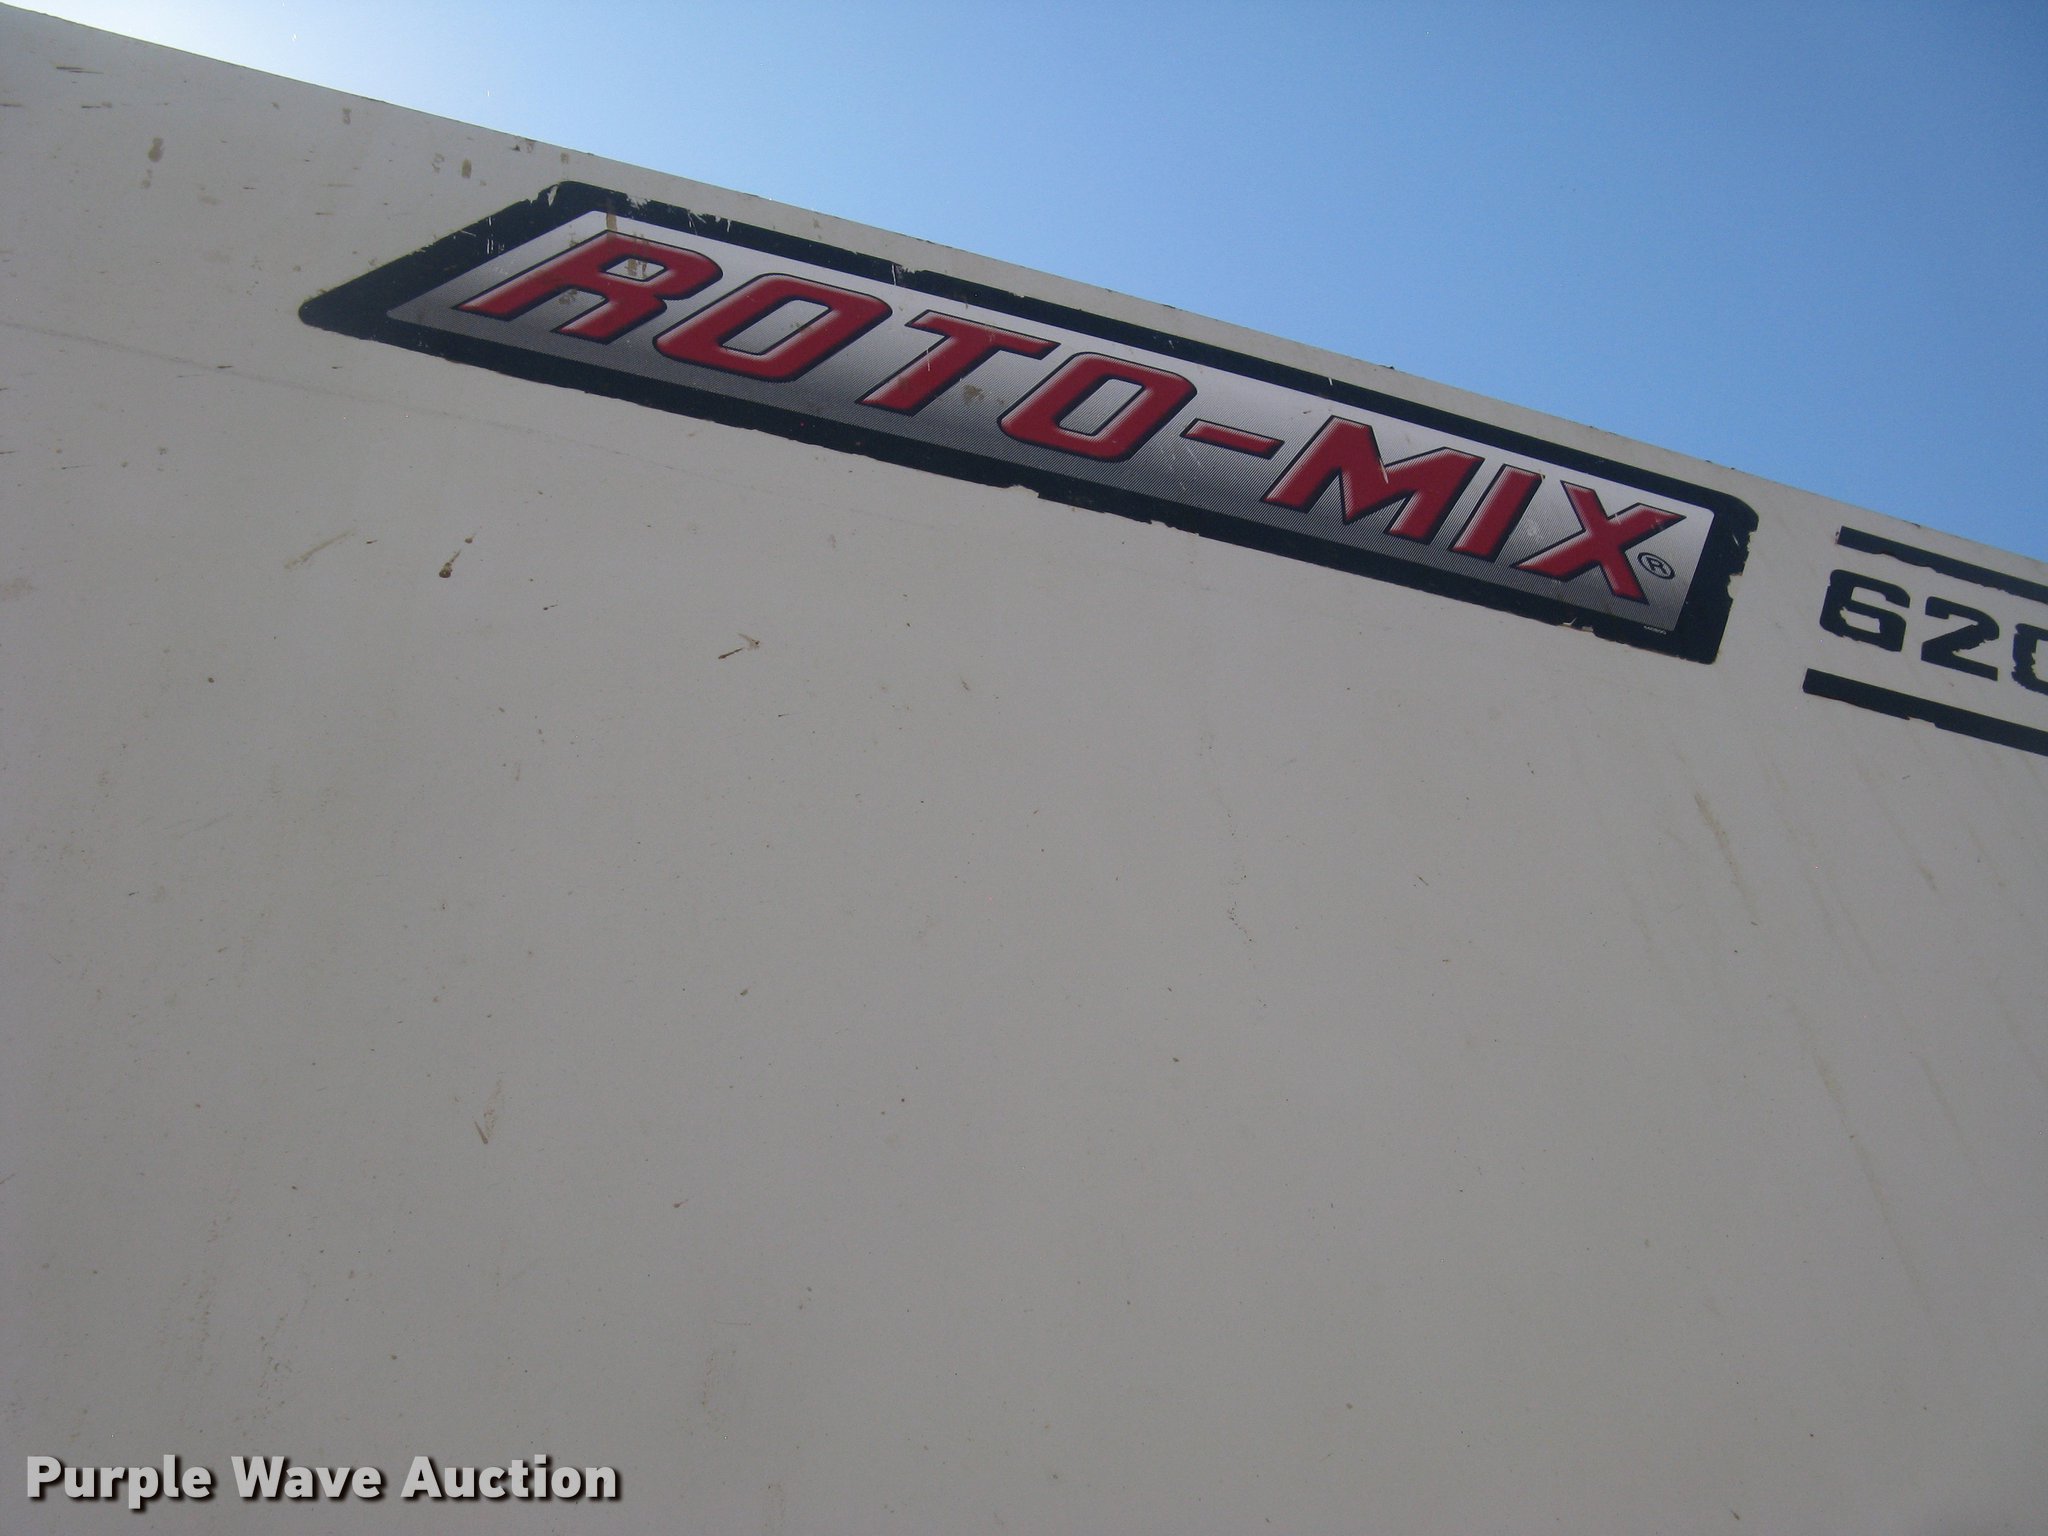 ROTO-MIX®
620
Purple Wave Auction